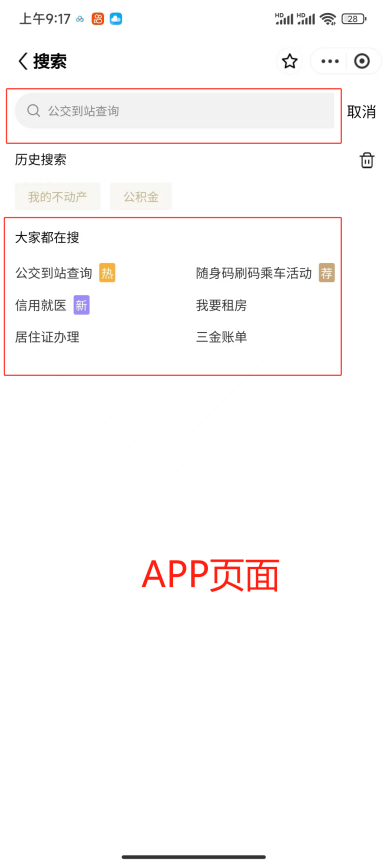 上午9:17 HD HD 28
搜索
公交到站查询 取消
历史搜索
我的不动产 公积金
大家都在搜
公交到站查询 热 随身码刷码乘车活动 荐
信用就医 新 我要租房
居住证办理 三金账单
APP页面